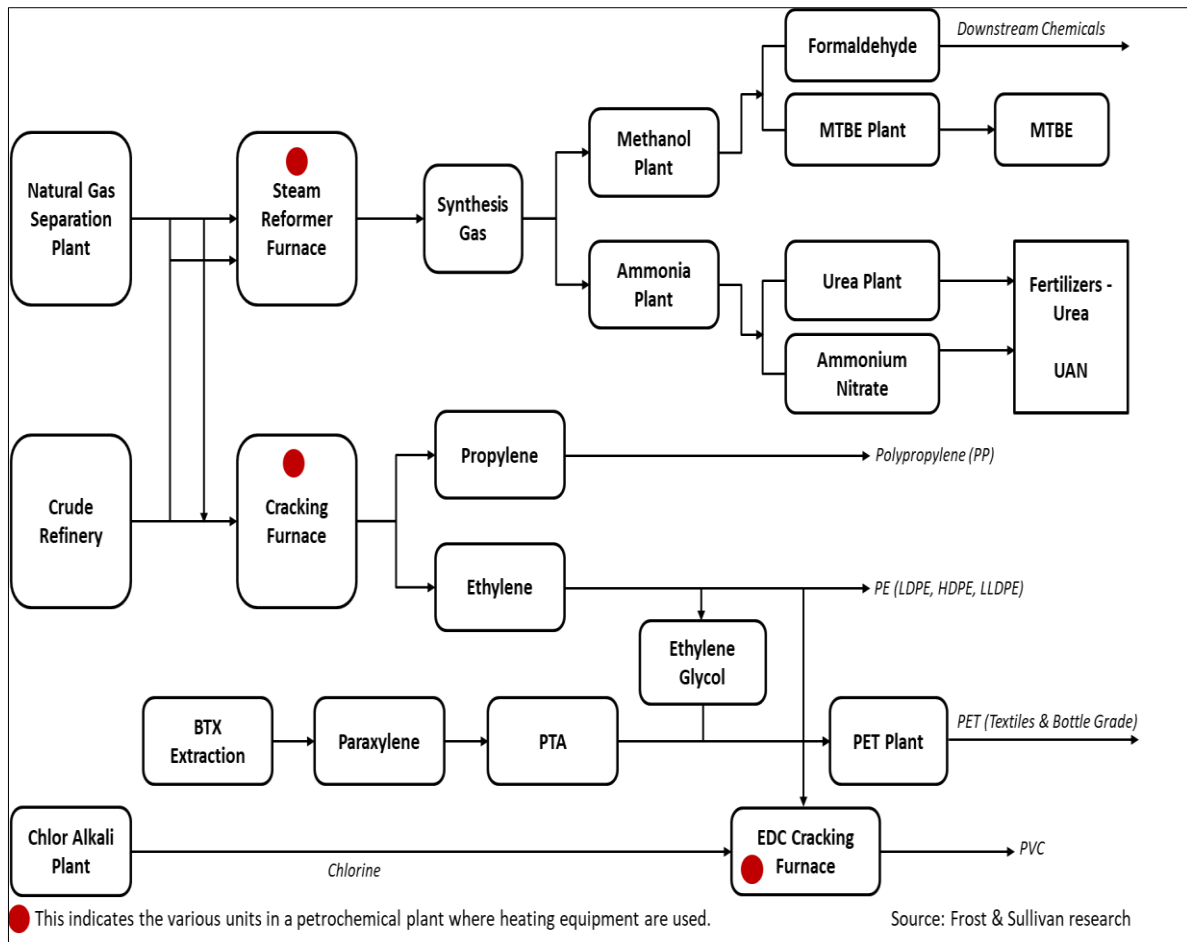 Formaldehyde
Downstream Chemicals
MTBE Plant
MTBE
Natural Gas
Separation
Plant
Steam
Reformer
Furnace
Synthesis
Gas
Methanol
Plant
Ammonia
Plant
Urea Plant
Ammonium
Nitrate
Fertilizers -
Urea
UAN
Crude
Refinery
Cracking
Furnace
Propylene
Polypropylene (PP)
Ethylene
PE (LDPE, HDPE, LLDPE)
Ethylene
Glycol
BTX
Extraction
Paraxylene
PTA
PET Plant
PET (Textiles & Bottle Grade)
Chlor Alkali
Plant
Chlorine
EDC Cracking
Furnace
PVC
This indicates the various units in a petrochemical plant where heating equipment are used.
Source: Frost & Sullivan research